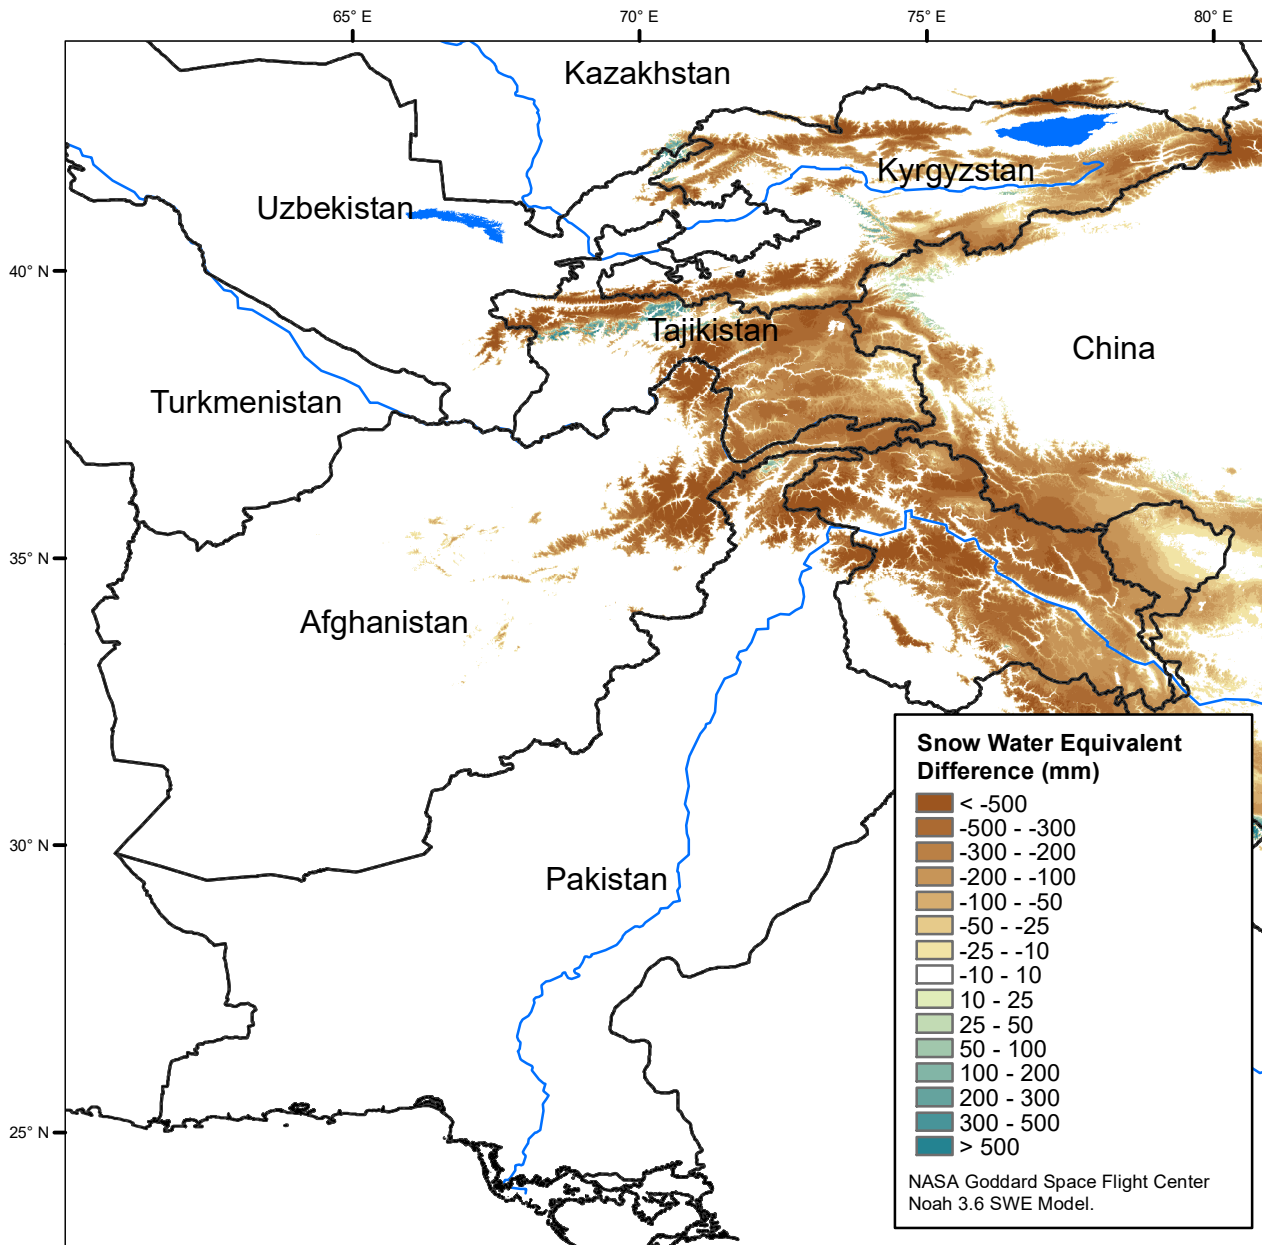 65° E
70° E
75° E
80° E
Kazakhstan
Kyrgyzstan
Uzbekistan
40° N
Tajikistan
China
Turkmenistan
35° N
Afghanistan
30° N
Pakistan
25° N
Snow Water Equivalent
Difference (mm)
< -500
-500 - -300
-300 - -200
-200 - -100
-100 - -50
-50 - -25
-25 - -10
-10 - 10
10 - 25
25 - 50
50 - 100
100 - 200
200 - 300
300 - 500
> 500
NASA Goddard Space Flight Center
Noah 3.6 SWE Model.